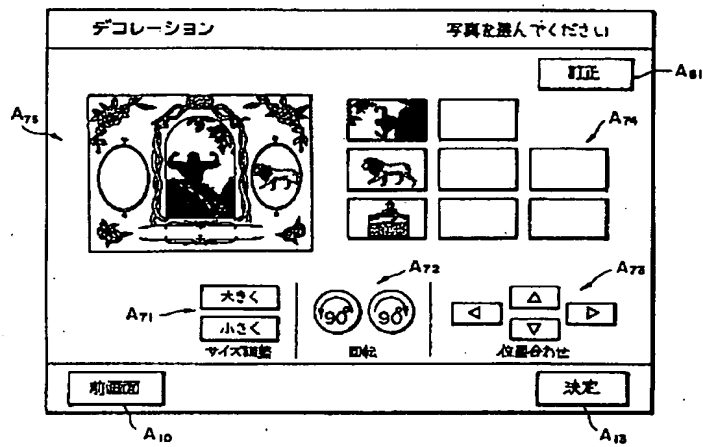 デコレーション 写真を選んでください
訂正 A81
A75
A74
A72
A73
A71
大きく
小さく
90° 90°
サイズ調整 回転 位置合わせ
前画面 決定
A10 A13